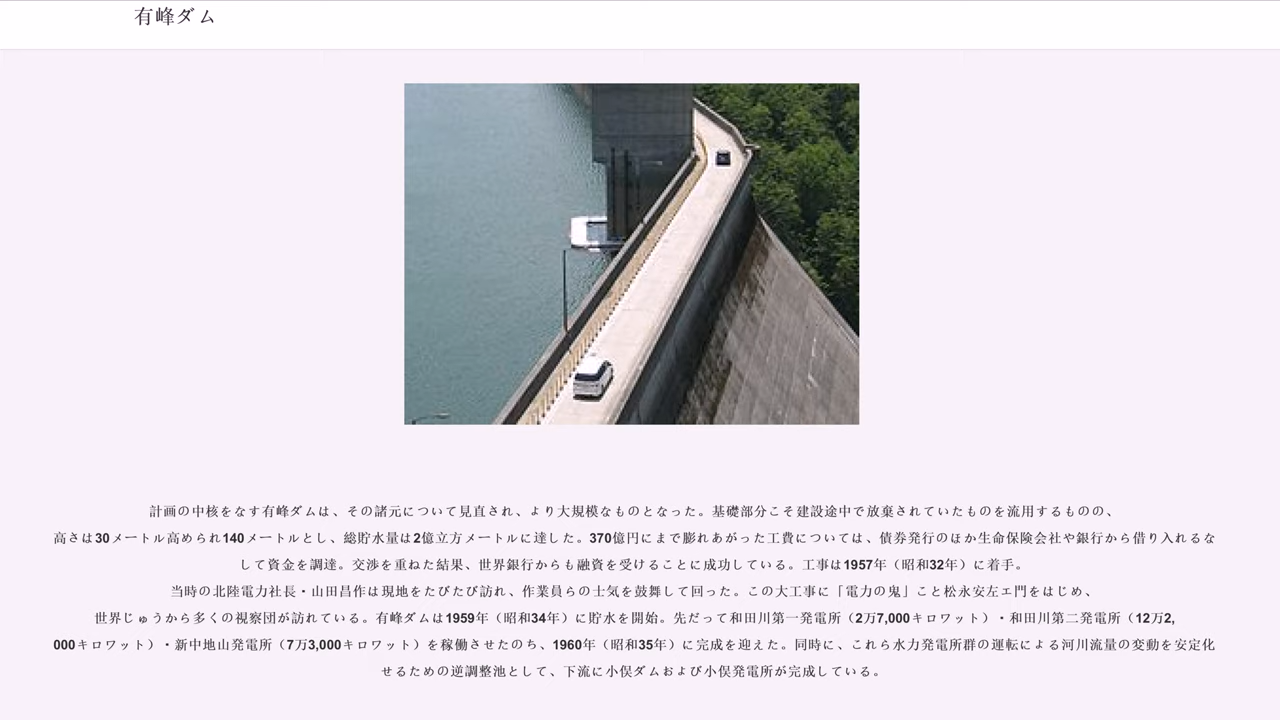 有峰ダム
計画の中核をなす有峰ダムは、その諸元について見直され、より大規模なものとなった。基礎部分こそ建設途中で放棄されていたものを流用するものの、
高さは30メートル高められ140メートルとし、総貯水量は2億立方メートルに達した。370億円にまで膨れあがった工費については、債券発行のほか生命保険会社や銀行から借り入れるな
して資金を調達。交渉を重ねた結果、世界銀行からも融資を受けることに成功している。工事は1957年（昭和32年）に着手。
当時の北陸電力社長・山田昌作は現地をたびたび訪れ、作業員らの士気を鼓舞して回った。この大工事に「電力の鬼」こと松永安左エ門をはじめ、
世界じゅうから多くの視察団が訪れている。有峰ダムは1959年（昭和34年）に貯水を開始。先だって和田川第一発電所（2万7,000キロワット）・和田川第二発電所（12万2,
000キロワット）・新中地山発電所（7万3,000キロワット）を稼働させたのち、1960年（昭和35年）に完成を迎えた。同時に、これら水力発電所群の運転による河川流量の変動を安定化
せるための逆調整池として、下流に小俣ダムおよび小俣発電所が完成している。